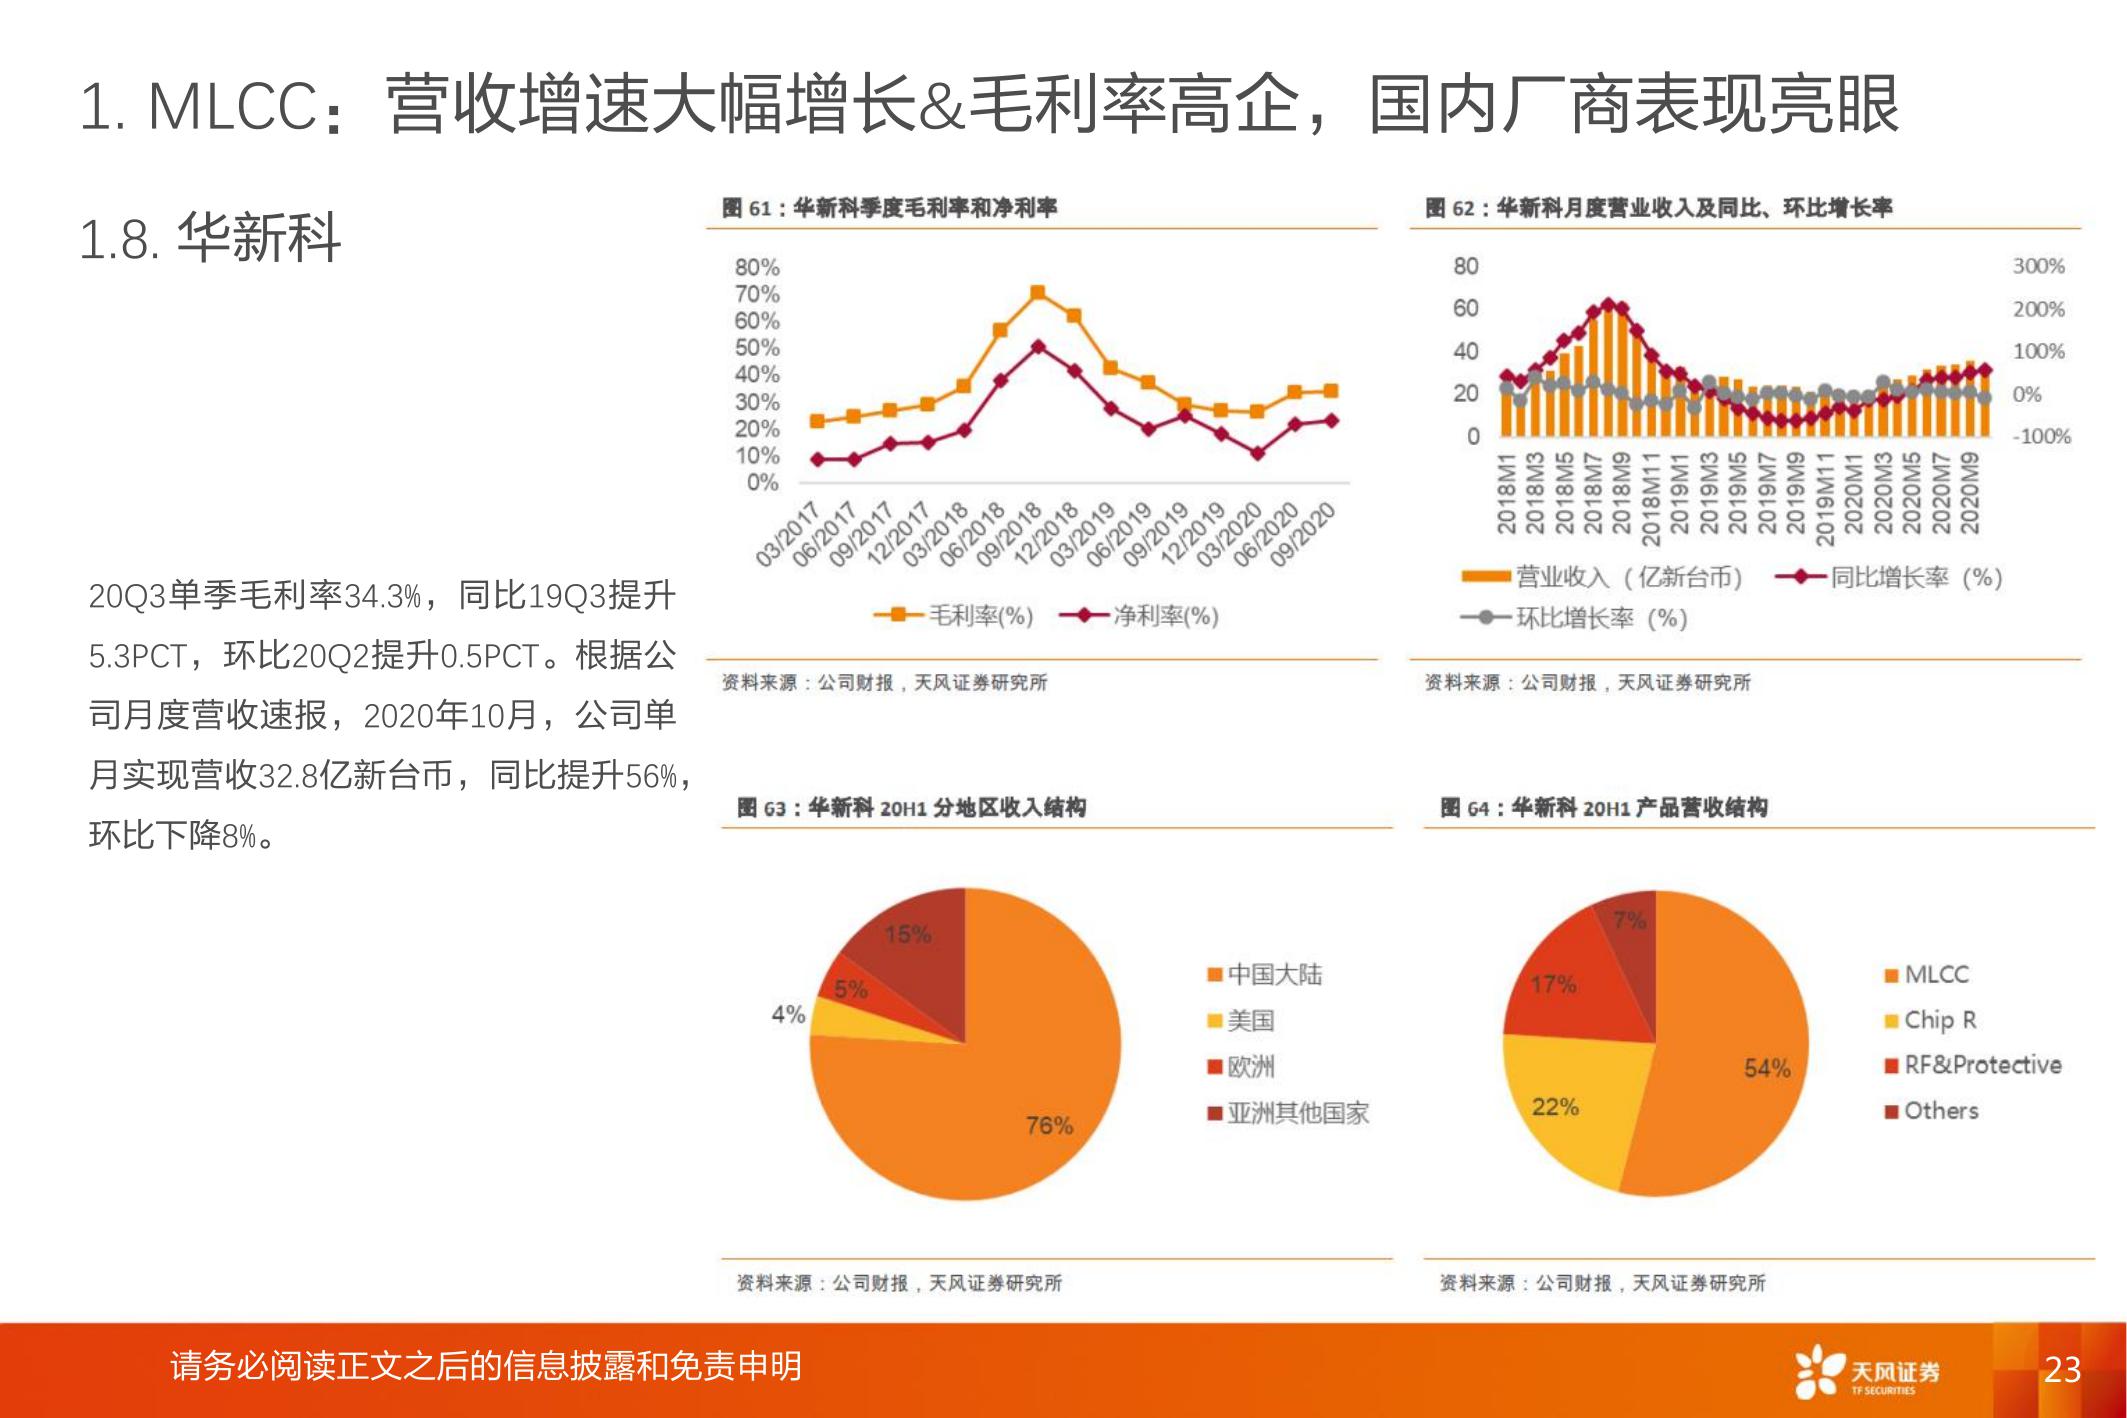 1. MLCC：营收增速大幅增长&毛利率高企，国内厂商表现亮眼
1.8. 华新科
20Q3单季毛利率34.3%，同比19Q3提升
5.3PCT，环比20Q2提升0.5PCT。根据公
司月度营收速报，2020年10月，公司单
月实现营收32.8亿新台币，同比提升56%，
环比下降8%。
图 61：华新科季度毛利率和净利率
80%
70%
60%
50%
40%
30%
20%
10%
0%
03/2017
06/2017
09/2017
12/2017
03/2018
06/2018
09/2018
12/2018
03/2019
06/2019
09/2019
12/2019
03/2020
06/2020
09/2020
毛利率(%)
净利率(%)
资料来源：公司财报，天风证券研究所
图 62：华新科月度营业收入及同比、环比增长率
80
60
40
20
0
300%
200%
100%
0%
-100%
2018M1
2018M3
2018M5
2018M7
2018M9
2018M11
2019M1
2019M3
2019M5
2019M7
2019M9
2019M11
2020M1
2020M3
2020M5
2020M7
2020M9
营业收入（亿新台币）
同比增长率（%）
环比增长率（%）
资料来源：公司财报，天风证券研究所
图 63：华新科 20H1 分地区收入结构
15%
5%
4%
76%
中国大陆
美国
欧洲
亚洲其他国家
资料来源：公司财报，天风证券研究所
图 64：华新科 20H1 产品营收结构
7%
17%
22%
54%
MLCC
Chip R
RF&Protective
Others
资料来源：公司财报，天风证券研究所
请务必阅读正文之后的信息披露和免责申明
天风证券
TF SECURITIES
23